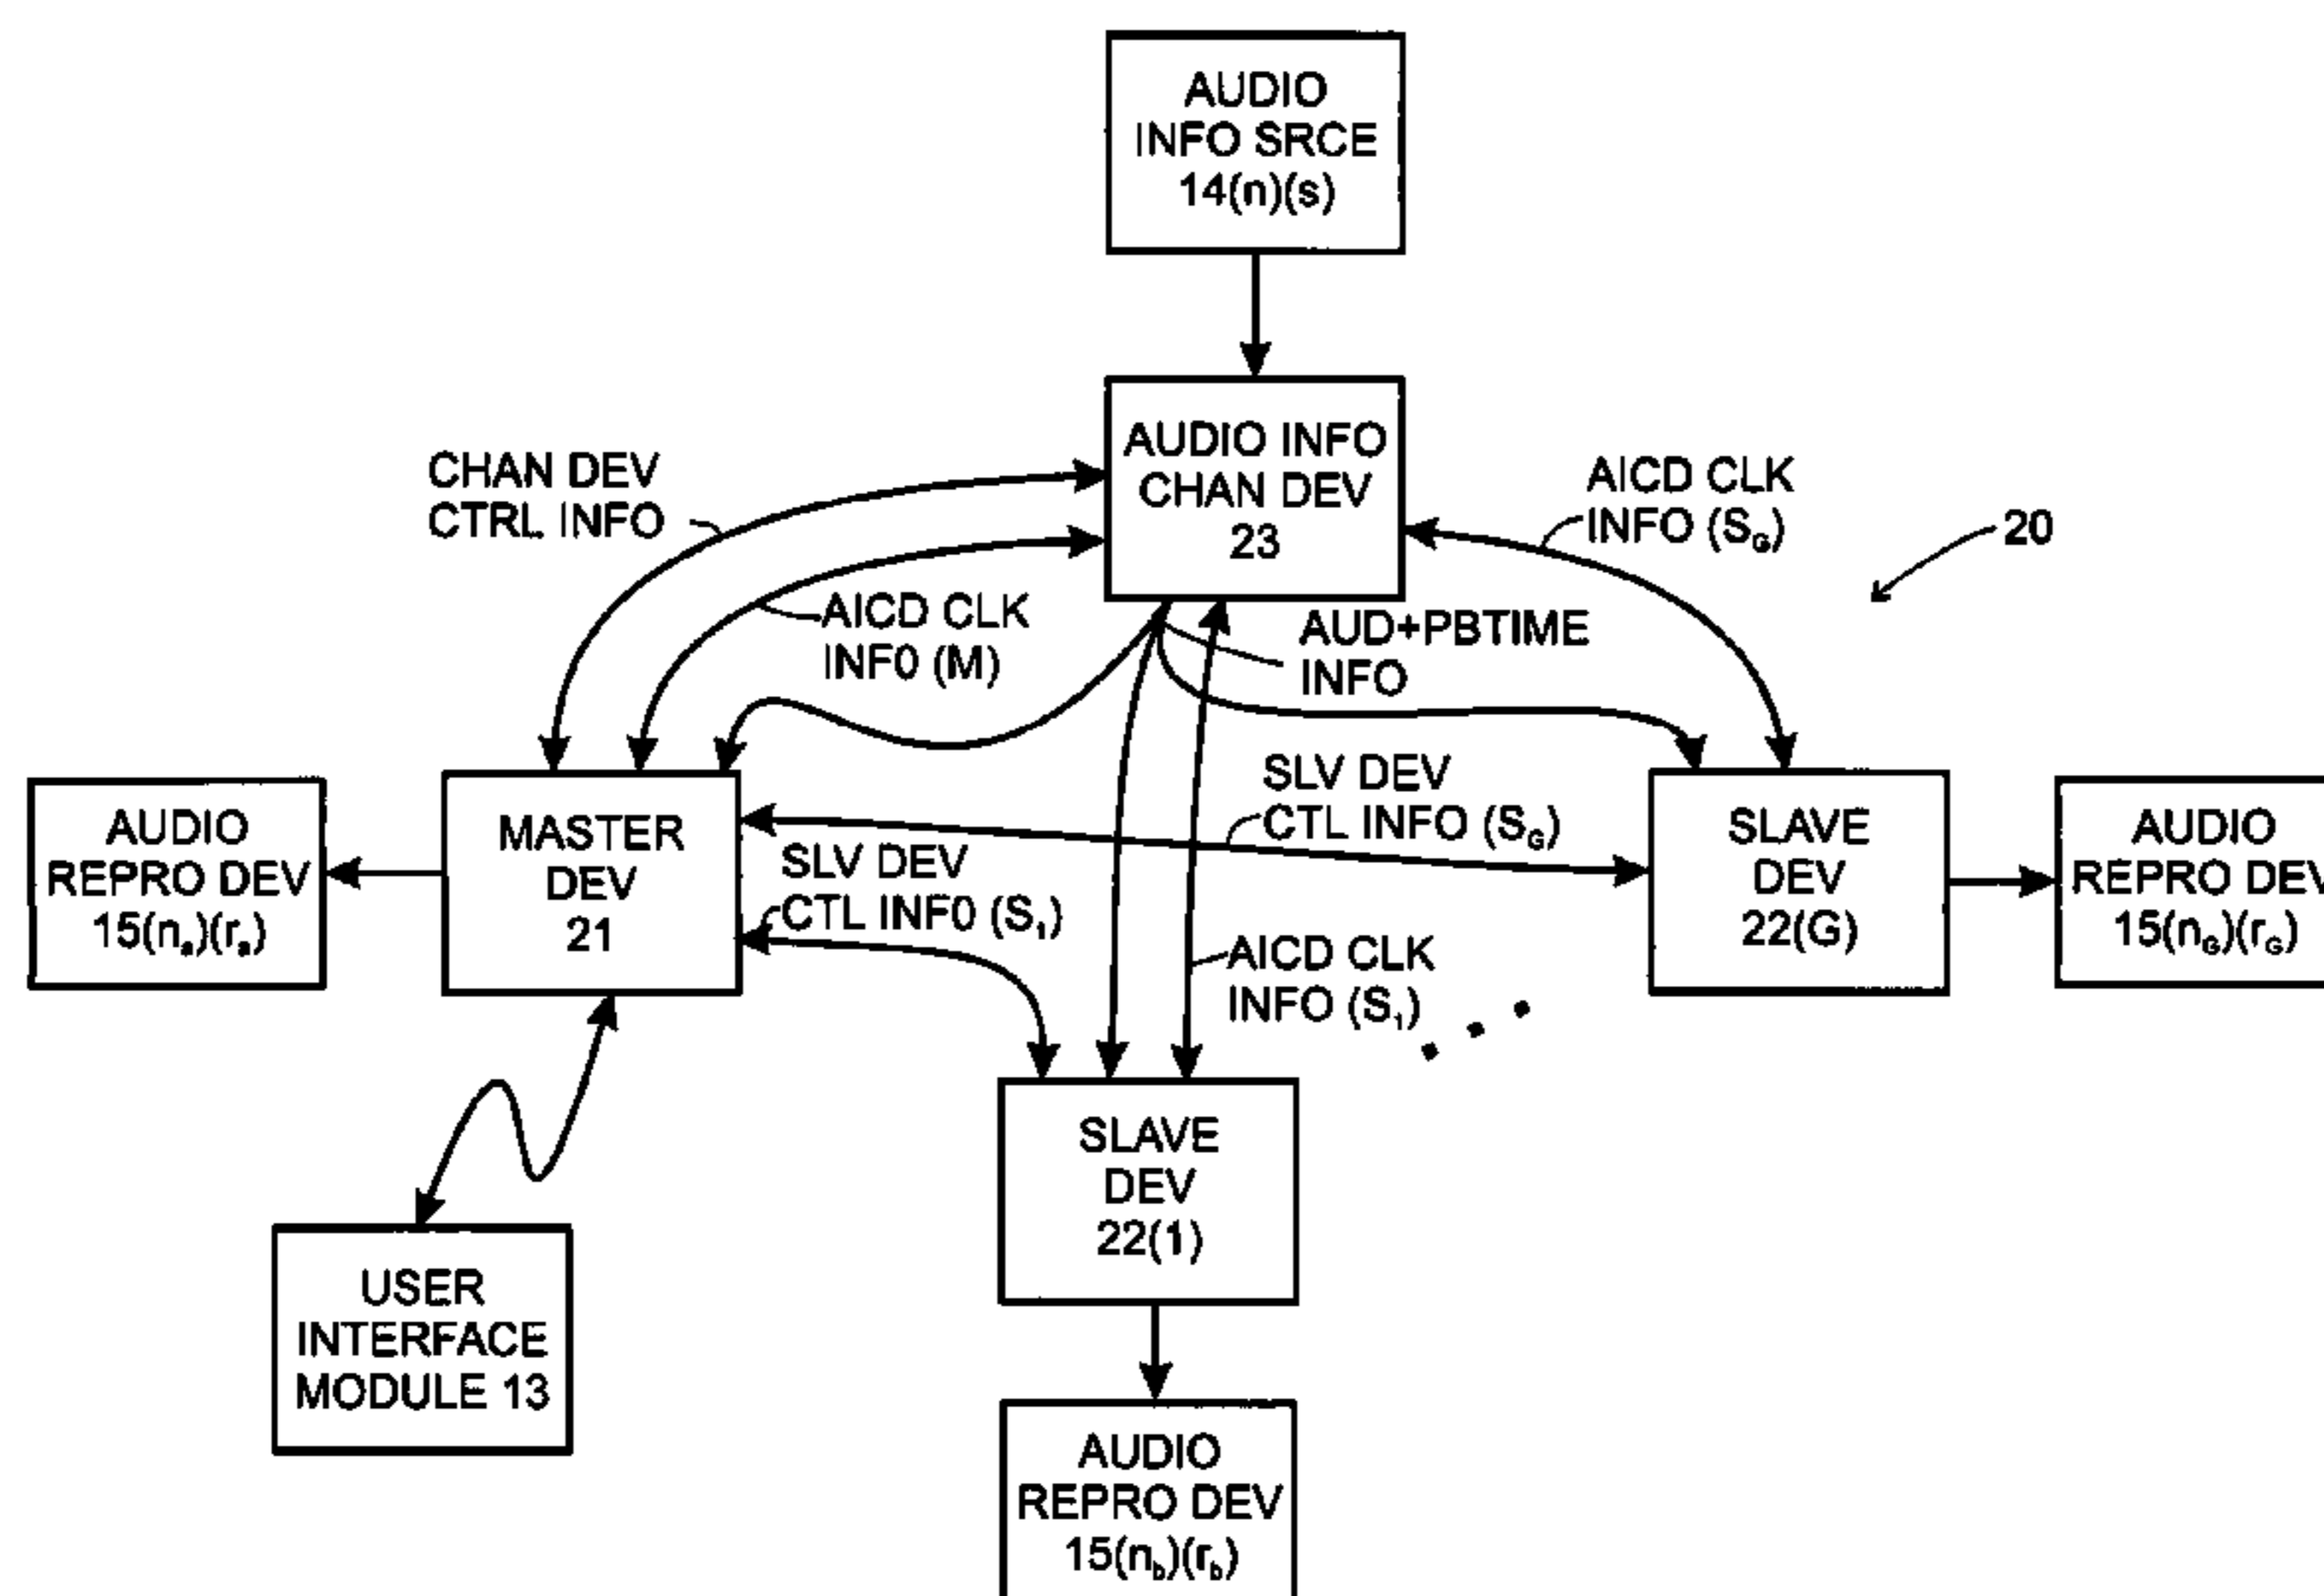 AUDIO
INFO SRCE
14(n)(s)
AUDIO INFO
CHAN DEV
23
CHAN DEV
CTRL INFO
AICD CLK
INFO (S_G)
20
AICD CLK
INF0 (M)
AUD+PBTIME
INFO
AUDIO
REPRO DEV
15(n_a)(r_a)
MASTER
DEV
21
SLV DEV
CTL INFO (S_G)
SLV DEV
CTL INF0 (S_1)
SLAVE
DEV
22(G)
AUDIO
REPRO DEV
15(n_G)(r_G)
AICD CLK
INFO (S_1)
SLAVE
DEV
22(1)
USER
INTERFACE
MODULE 13
AUDIO
REPRO DEV
15(n_b)(r_b)